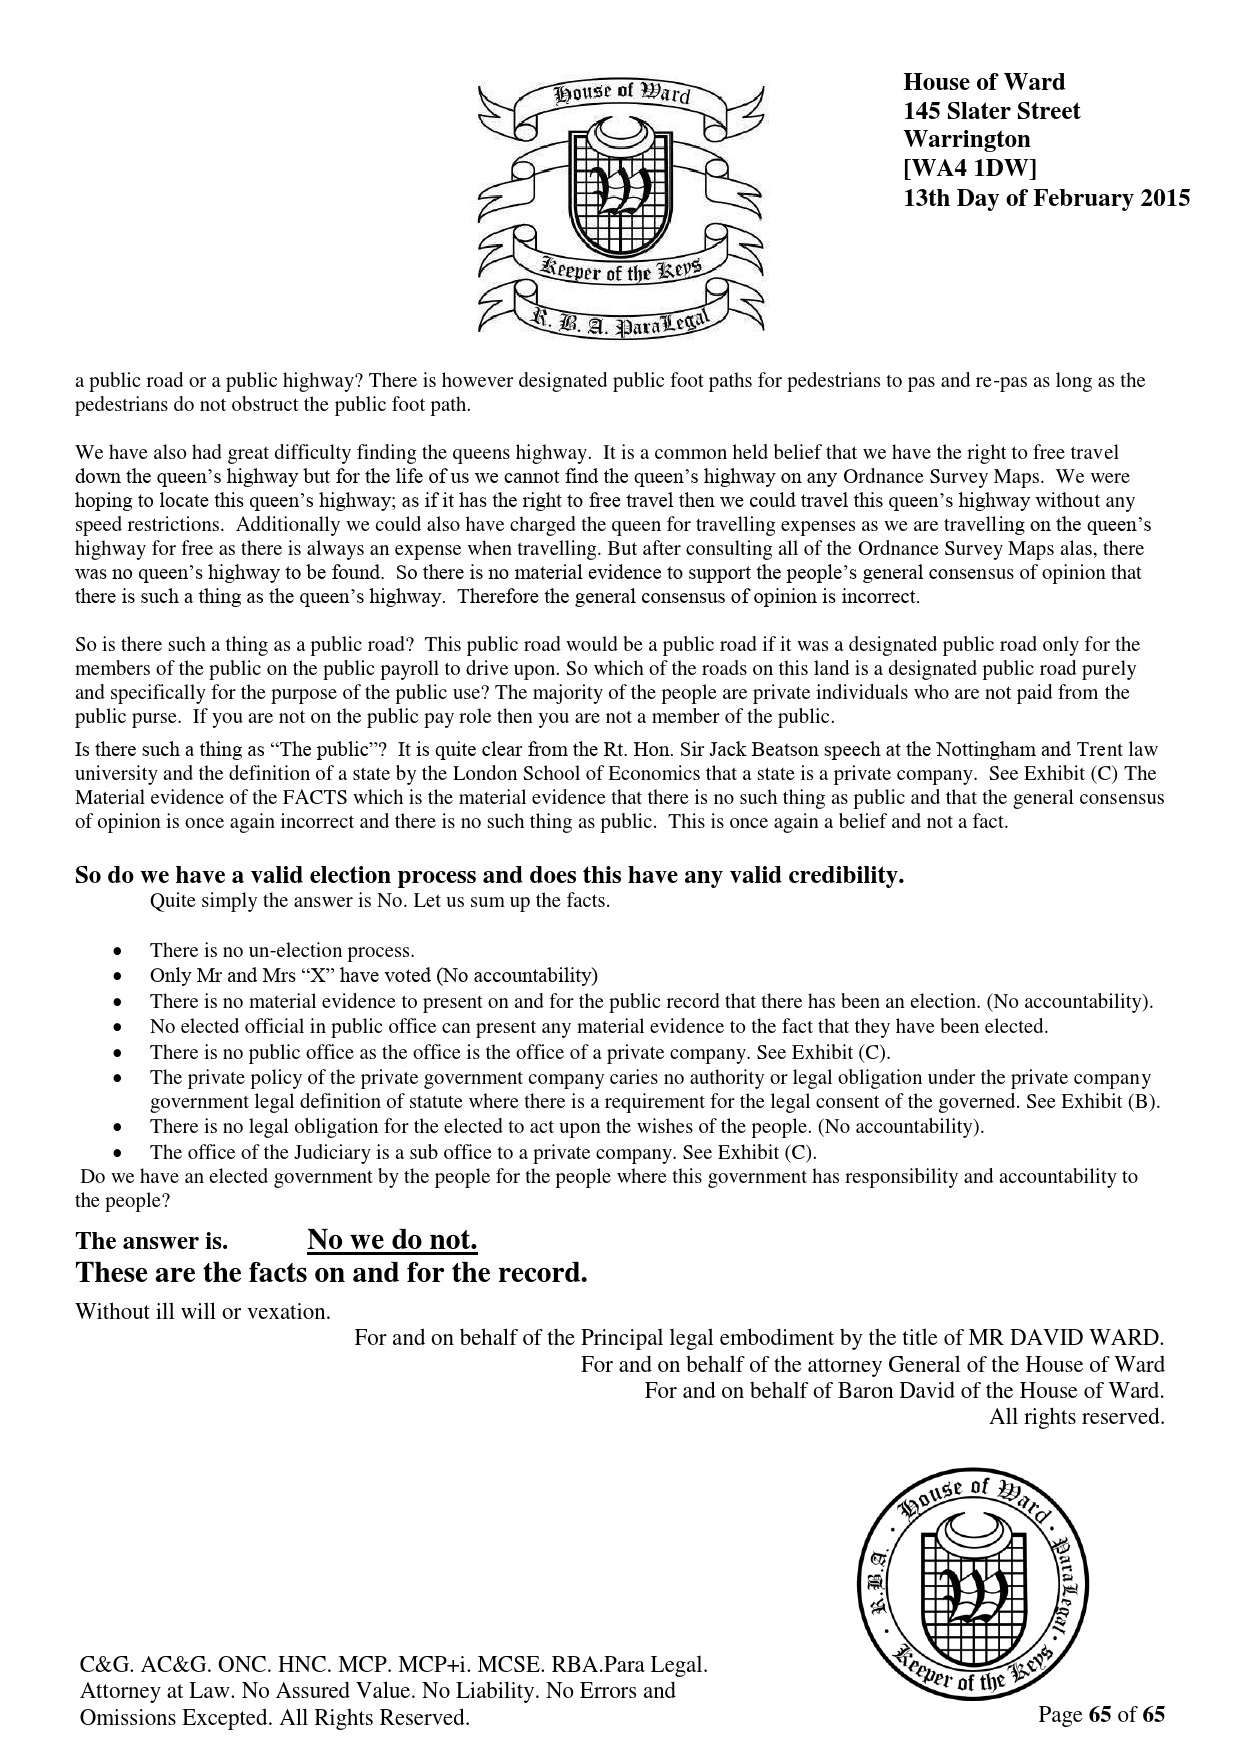 House of Ward
145 Slater Street
Warrington
[WA4 1DW]
13th Day of February 2015
House of Ward
Keeper of the Keys
R. B. A. ParaLegal
a public road or a public highway? There is however designated public foot paths for pedestrians to pas and re-pas as long as the
pedestrians do not obstruct the public foot path.
We have also had great difficulty finding the queens highway.  It is a common held belief that we have the right to free travel
down the queen’s highway but for the life of us we cannot find the queen’s highway on any Ordnance Survey Maps.  We were
hoping to locate this queen’s highway; as if it has the right to free travel then we could travel this queen’s highway without any
speed restrictions.  Additionally we could also have charged the queen for travelling expenses as we are travelling on the queen’s
highway for free as there is always an expense when travelling. But after consulting all of the Ordnance Survey Maps alas, there
was no queen’s highway to be found.  So there is no material evidence to support the people’s general consensus of opinion that
there is such a thing as the queen’s highway.  Therefore the general consensus of opinion is incorrect.
So is there such a thing as a public road?  This public road would be a public road if it was a designated public road only for the
members of the public on the public payroll to drive upon. So which of the roads on this land is a designated public road purely
and specifically for the purpose of the public use? The majority of the people are private individuals who are not paid from the
public purse.  If you are not on the public pay role then you are not a member of the public.
Is there such a thing as “The public”?  It is quite clear from the Rt. Hon. Sir Jack Beatson speech at the Nottingham and Trent law
university and the definition of a state by the London School of Economics that a state is a private company.  See Exhibit (C) The
Material evidence of the FACTS which is the material evidence that there is no such thing as public and that the general consensus
of opinion is once again incorrect and there is no such thing as public.  This is once again a belief and not a fact.
So do we have a valid election process and does this have any valid credibility.
Quite simply the answer is No. Let us sum up the facts.
• There is no un-election process.
• Only Mr and Mrs “X” have voted (No accountability)
• There is no material evidence to present on and for the public record that there has been an election. (No accountability).
• No elected official in public office can present any material evidence to the fact that they have been elected.
• There is no public office as the office is the office of a private company. See Exhibit (C).
• The private policy of the private government company caries no authority or legal obligation under the private company
government legal definition of statute where there is a requirement for the legal consent of the governed. See Exhibit (B).
• There is no legal obligation for the elected to act upon the wishes of the people. (No accountability).
• The office of the Judiciary is a sub office to a private company. See Exhibit (C).
Do we have an elected government by the people for the people where this government has responsibility and accountability to
the people?
The answer is. No we do not.
These are the facts on and for the record.
Without ill will or vexation.
For and on behalf of the Principal legal embodiment by the title of MR DAVID WARD.
For and on behalf of the attorney General of the House of Ward
For and on behalf of Baron David of the House of Ward.
All rights reserved.
House of Ward · ParaLegal · Keeper of the Keys · R.B.A. ·
C&G. AC&G. ONC. HNC. MCP. MCP+i. MCSE. RBA.Para Legal.
Attorney at Law. No Assured Value. No Liability. No Errors and
Omissions Excepted. All Rights Reserved.
Page 65 of 65